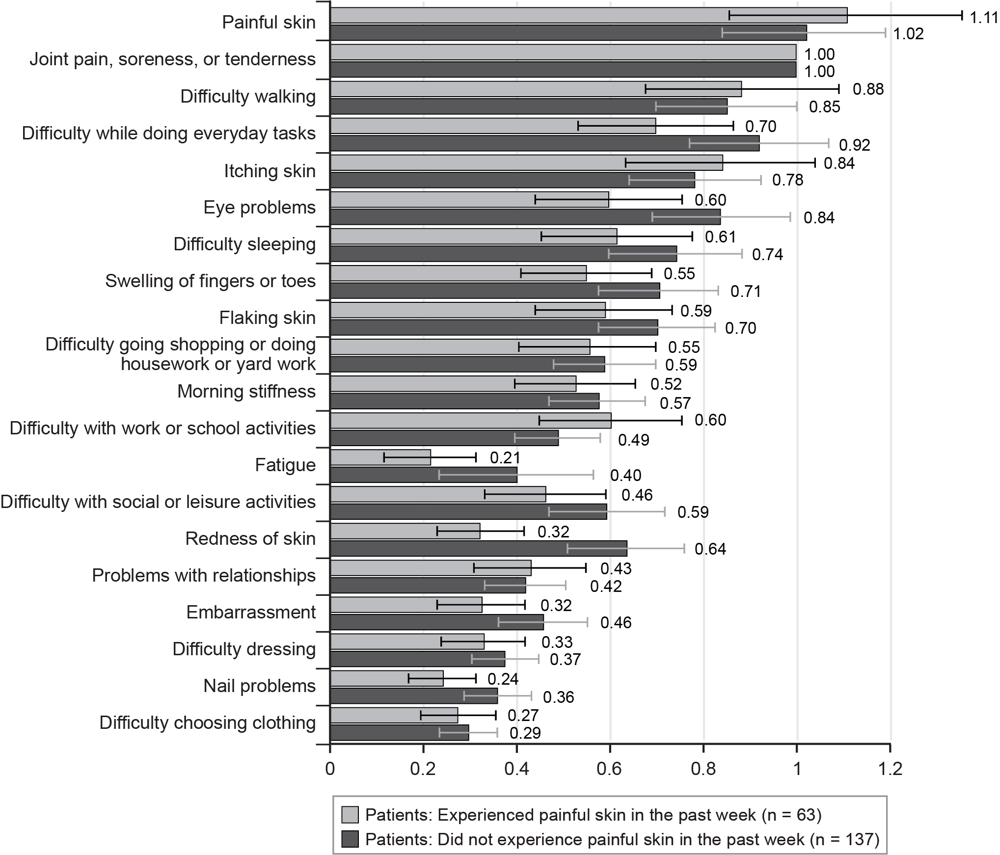 Painful skin
1.11
1.02
Joint pain, soreness, or tenderness
1.00
1.00
Difficulty walking
0.88
0.85
Difficulty while doing everyday tasks
0.70
0.92
Itching skin
0.84
0.78
Eye problems
0.60
0.84
Difficulty sleeping
0.61
0.74
Swelling of fingers or toes
0.55
0.71
Flaking skin
0.59
0.70
Difficulty going shopping or doing
housework or yard work
0.55
0.59
Morning stiffness
0.52
0.57
Difficulty with work or school activities
0.60
0.49
Fatigue
0.21
0.40
Difficulty with social or leisure activities
0.46
0.59
Redness of skin
0.32
0.64
Problems with relationships
0.43
0.42
Embarrassment
0.32
0.46
Difficulty dressing
0.33
0.37
Nail problems
0.24
0.36
Difficulty choosing clothing
0.27
0.29
0 0.2 0.4 0.6 0.8 1 1.2
Patients: Experienced painful skin in the past week (n = 63)
Patients: Did not experience painful skin in the past week (n = 137)